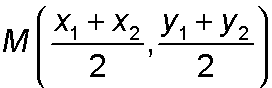 M ( (x₁ + x₂) / 2 , (y₁ + y₂) / 2 )